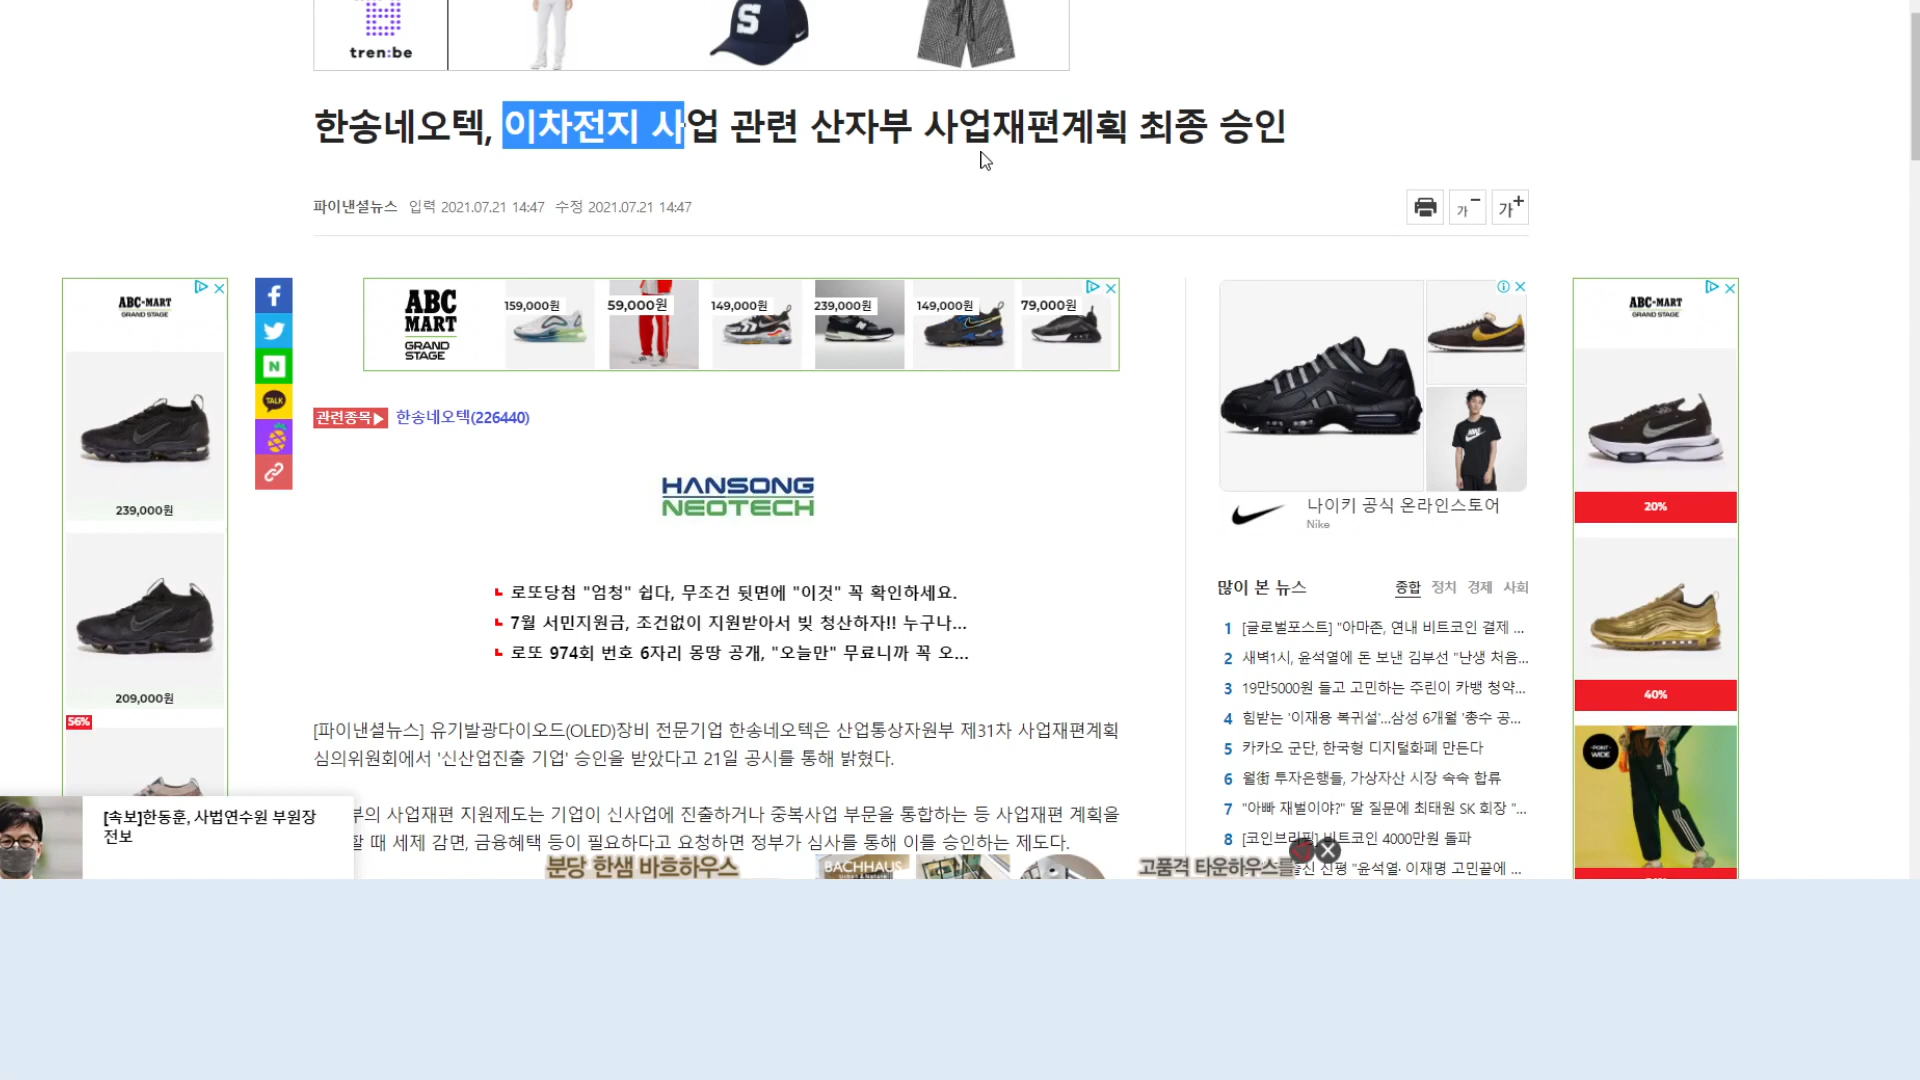 tren:be
한송네오텍, 이차전지 사업 관련 산자부 사업재편계획 최종 승인
파이낸셜뉴스 입력 2021.07.21 14:47 수정 2021.07.21 14:47
가-
가+
ABC-MART
GRAND STAGE
239,000원
209,000원
56%
f
N
TALK
ABC
MART
GRAND
STAGE
159,000원
59,000원
149,000원
239,000원
149,000원
79,000원
관련종목▶ 한송네오텍(226440)
HANSONG
NEOTECH
로또당첨 "엄청" 쉽다, 무조건 뒷면에 "이것" 꼭 확인하세요.
7월 서민지원금, 조건없이 지원받아서 빚 청산하자!! 누구나...
로또 974회 번호 6자리 몽땅 공개, "오늘만" 무료니까 꼭 오...
[파이낸셜뉴스] 유기발광다이오드(OLED)장비 전문기업 한송네오텍은 산업통상자원부 제31차 사업재편계획
심의위원회에서 '신산업진출 기업' 승인을 받았다고 21일 공시를 통해 밝혔다.
부의 사업재편 지원제도는 기업이 신사업에 진출하거나 중복사업 부문을 통합하는 등 사업재편 계획을
할 때 세제 감면, 금융혜택 등이 필요하다고 요청하면 정부가 심사를 통해 이를 승인하는 제도다.
[속보]한동훈, 사법연수원 부원장
전보
분당 한샘 바흐하우스
BACHHAUS
고품격 타운하우스를
나이키 공식 온라인스토어
Nike
많이 본 뉴스 종합 정치 경제 사회
1 [글로벌포스트] "아마존, 연내 비트코인 결제 ...
2 새벽1시, 윤석열에 돈 보낸 김부선 "난생 처음...
3 19만5000원 들고 고민하는 주린이 카뱅 청약...
4 힘받는 '이재용 복귀설'...삼성 6개월 '총수 공...
5 카카오 군단, 한국형 디지털화폐 만든다
6 월街 투자은행들, 가상자산 시장 속속 합류
7 "아빠 재벌이야?" 딸 질문에 최태원 SK 회장 "...
8 [코인브리핑] 비트코인 4000만원 돌파
출신 신평 "윤석열· 이재명 고민끝에 ...
ABC-MART
GRAND STAGE
20%
40%
WIDE